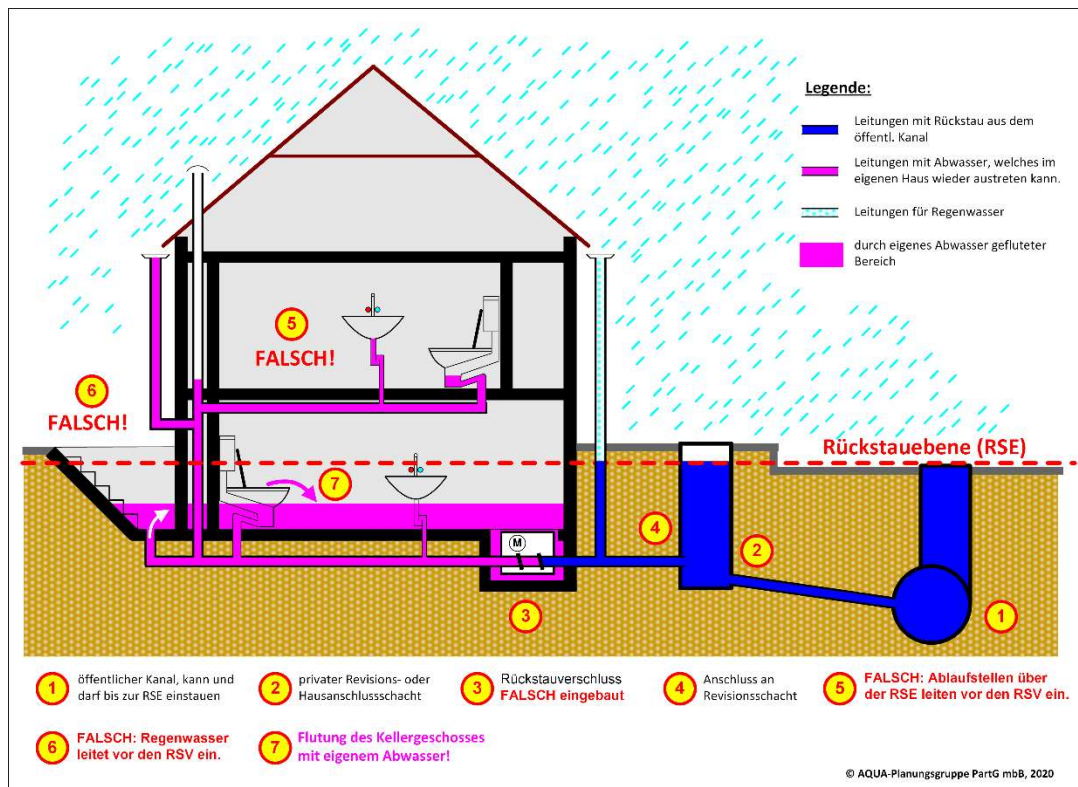 Legende:
Leitungen mit Rückstau aus dem
öffentl. Kanal
Leitungen mit Abwasser, welches im
eigenen Haus wieder austreten kann.
Leitungen für Regenwasser
durch eigenes Abwasser gefluteter
Bereich
5
FALSCH!
6
FALSCH!
Rückstauebene (RSE)
7
4
2
M
3
1
1 öffentlicher Kanal, kann und
darf bis zur RSE einstauen
2 privater Revisions- oder
Hausanschlussschacht
3 Rückstauverschluss
FALSCH eingebaut
4 Anschluss an
Revisionsschacht
5 FALSCH: Ablaufstellen über
der RSE leiten vor den RSV ein.
6 FALSCH: Regenwasser
leitet vor den RSV ein.
7 Flutung des Kellergeschosses
mit eigenem Abwasser!
© AQUA-Planungsgruppe PartG mbB, 2020